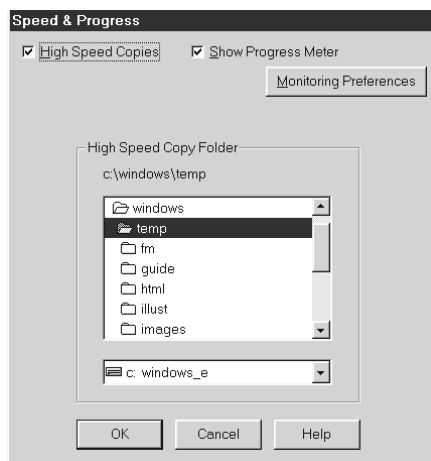 Speed & Progress
High Speed Copies Show Progress Meter
Monitoring Preferences
High Speed Copy Folder
c:\windows\temp
windows
temp
fm
guide
html
illust
images
c: windows_e
OK Cancel Help